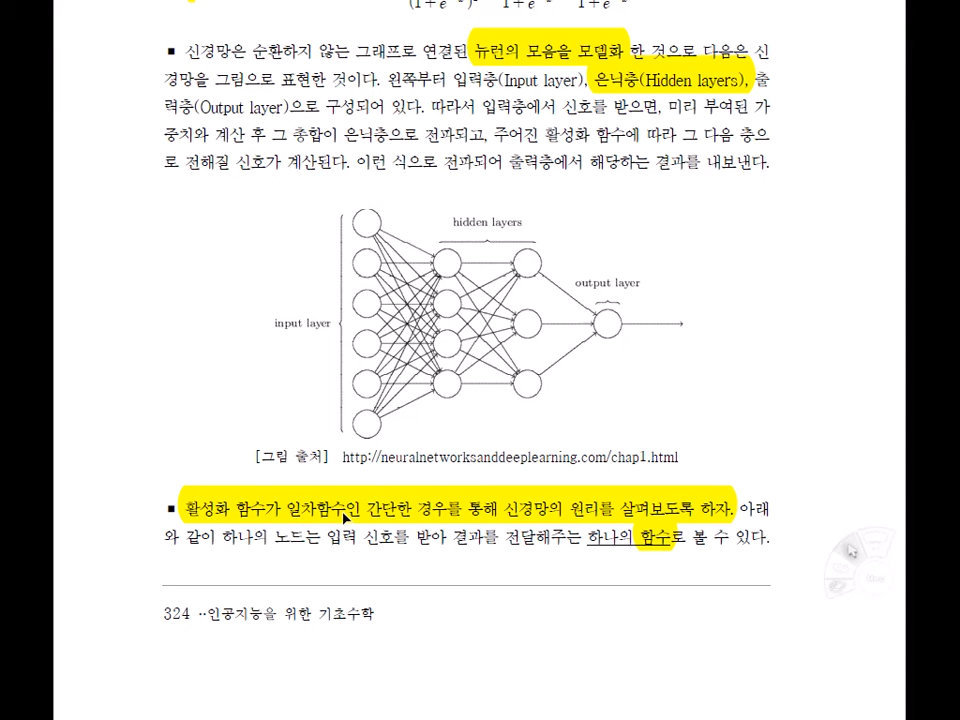 ■ 신경망은 순환하지 않는 그래프로 연결된 뉴런의 모음을 모델화 한 것으로 다음은 신
경망을 그림으로 표현한 것이다. 왼쪽부터 입력층(Input layer), 은닉층(Hidden layers), 출
력층(Output layer)으로 구성되어 있다. 따라서 입력층에서 신호를 받으면, 미리 부여된 가
중치와 계산 후 그 총합이 은닉층으로 전파되고, 주어진 활성화 함수에 따라 그 다음 층으
로 전해질 신호가 계산된다. 이런 식으로 전파되어 출력층에서 해당하는 결과를 내보낸다.
hidden layers
output layer
input layer
[그림 출처] http://neuralnetworksanddeeplearning.com/chap1.html
■ 활성화 함수가 일차함수인 간단한 경우를 통해 신경망의 원리를 살펴보도록 하자. 아래
와 같이 하나의 노트는 입력 신호를 받아 결과를 전달해주는 하나의 함수로 볼 수 있다.
324 ··인공지능을 위한 기초수학